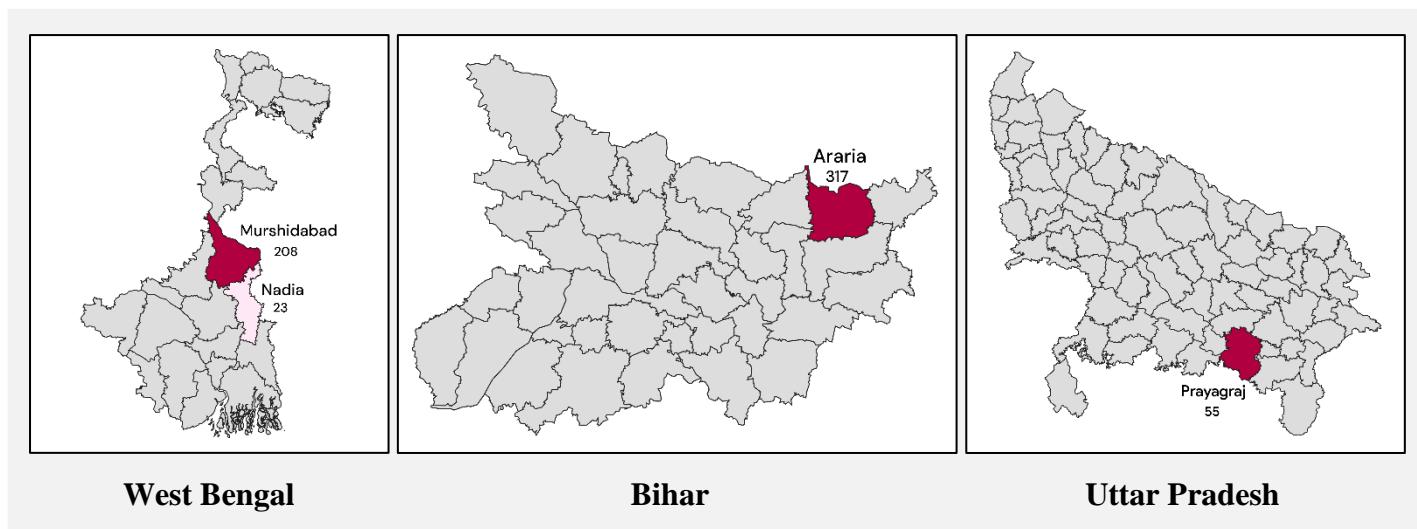 Murshidabad
208
Nadia
23
Araria
317
Prayagraj
55
West Bengal
Bihar
Uttar Pradesh